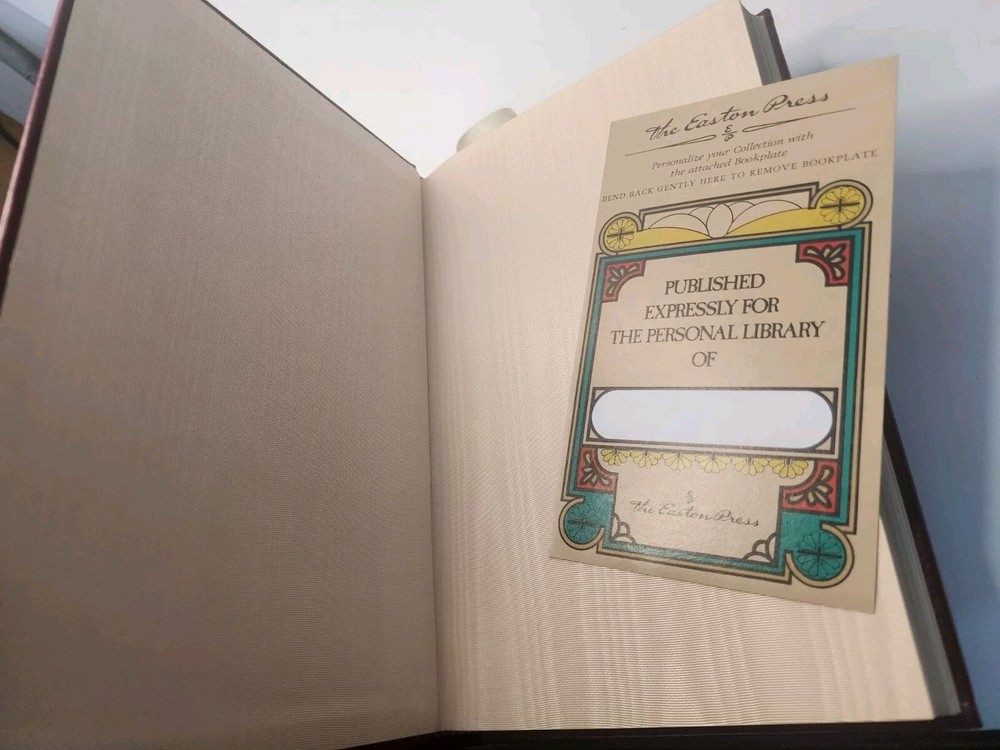 the Easton Press
Personalize your Collection with
the attached Bookplate
BEND BACK GENTLY HERE TO REMOVE BOOKPLATE
PUBLISHED
EXPRESSLY FOR
THE PERSONAL LIBRARY
OF
the Easton Press